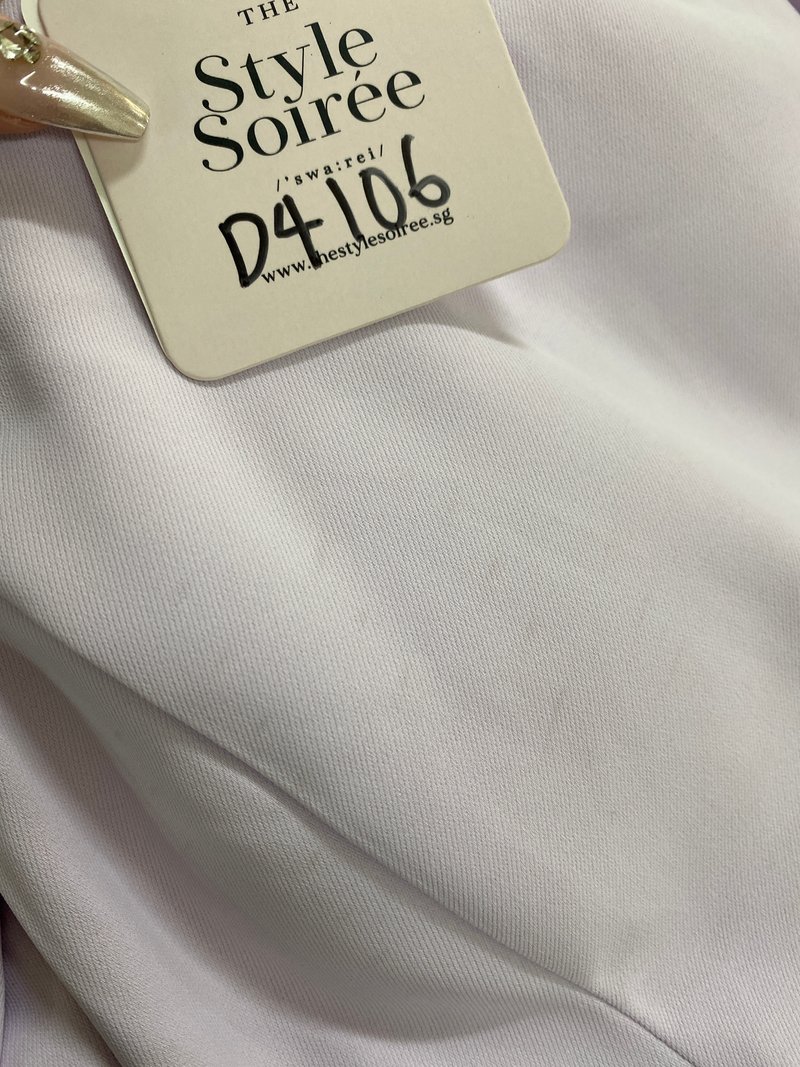 THE
Style
Soirée
/'swa:rei/
D4106
www.thestylesoiree.sg